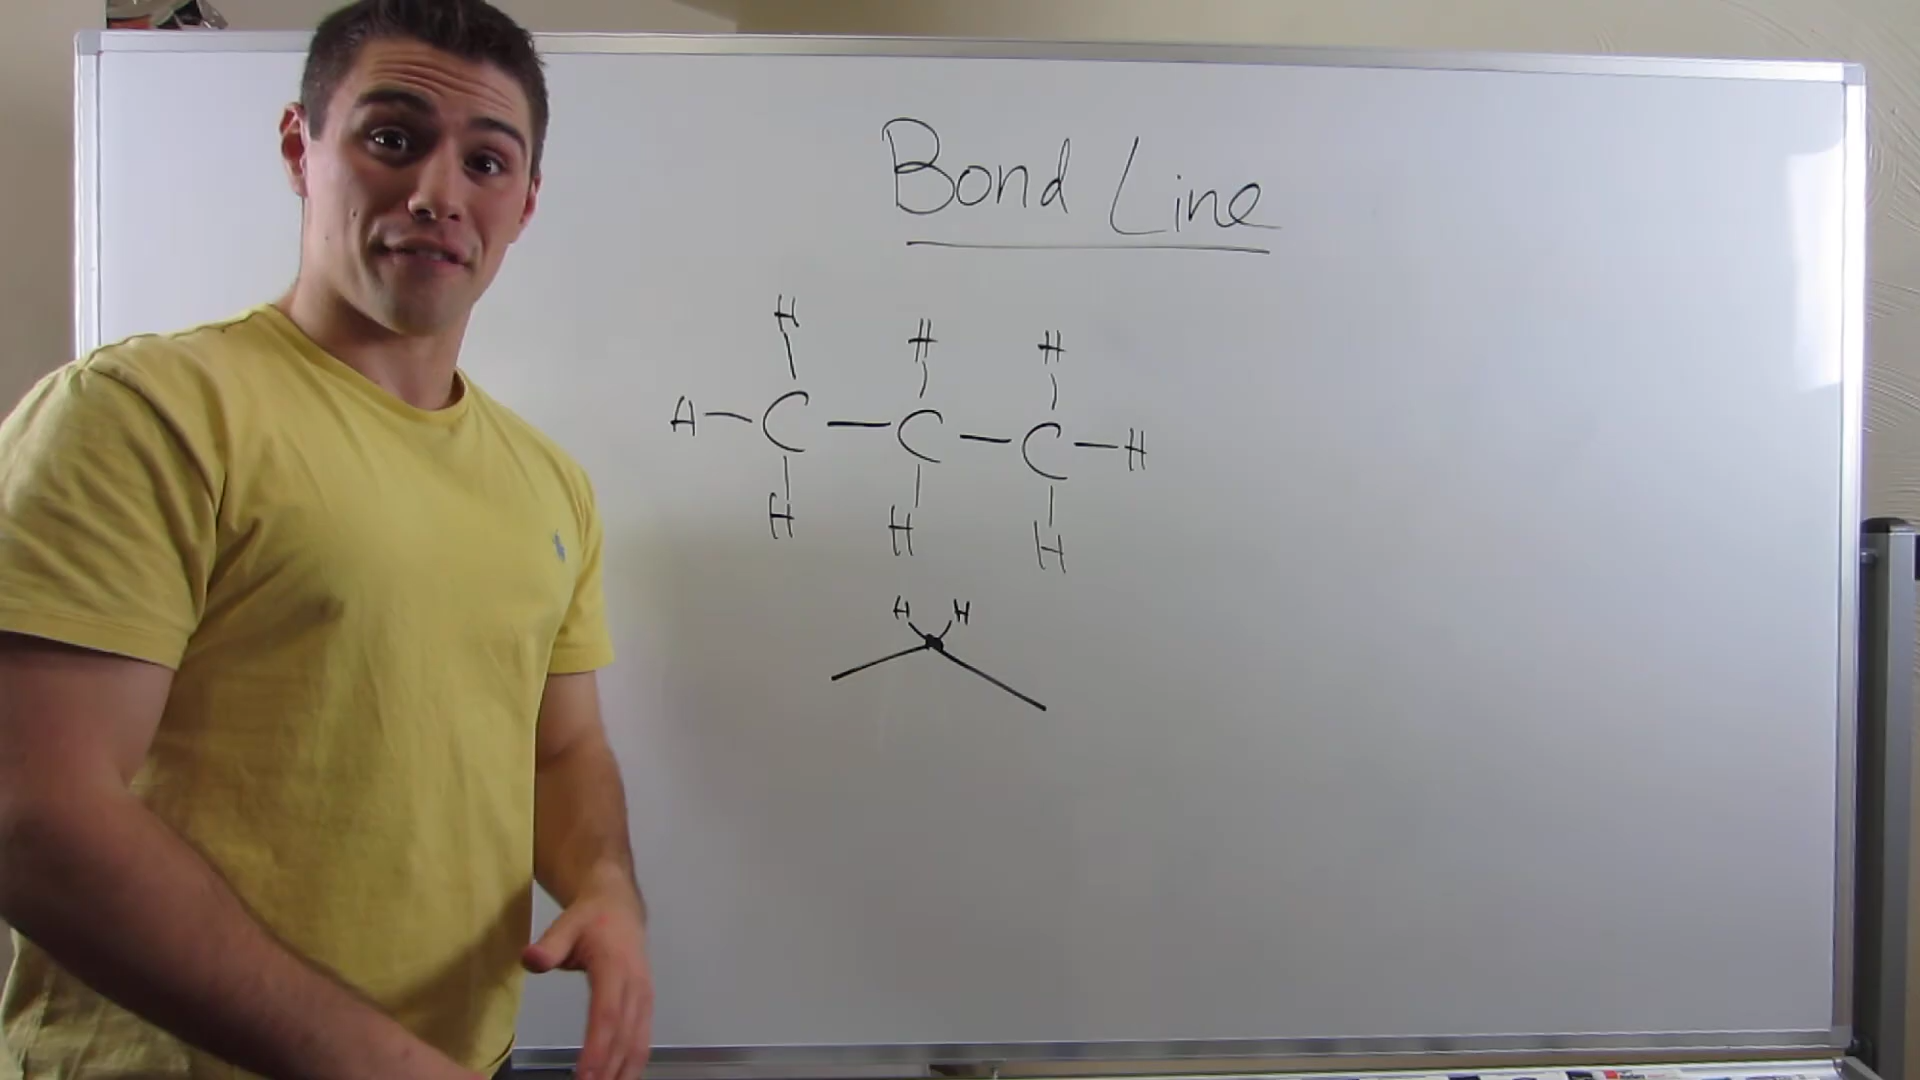 Bond Line
H H H
H-C-C-C-H
H H H
H H